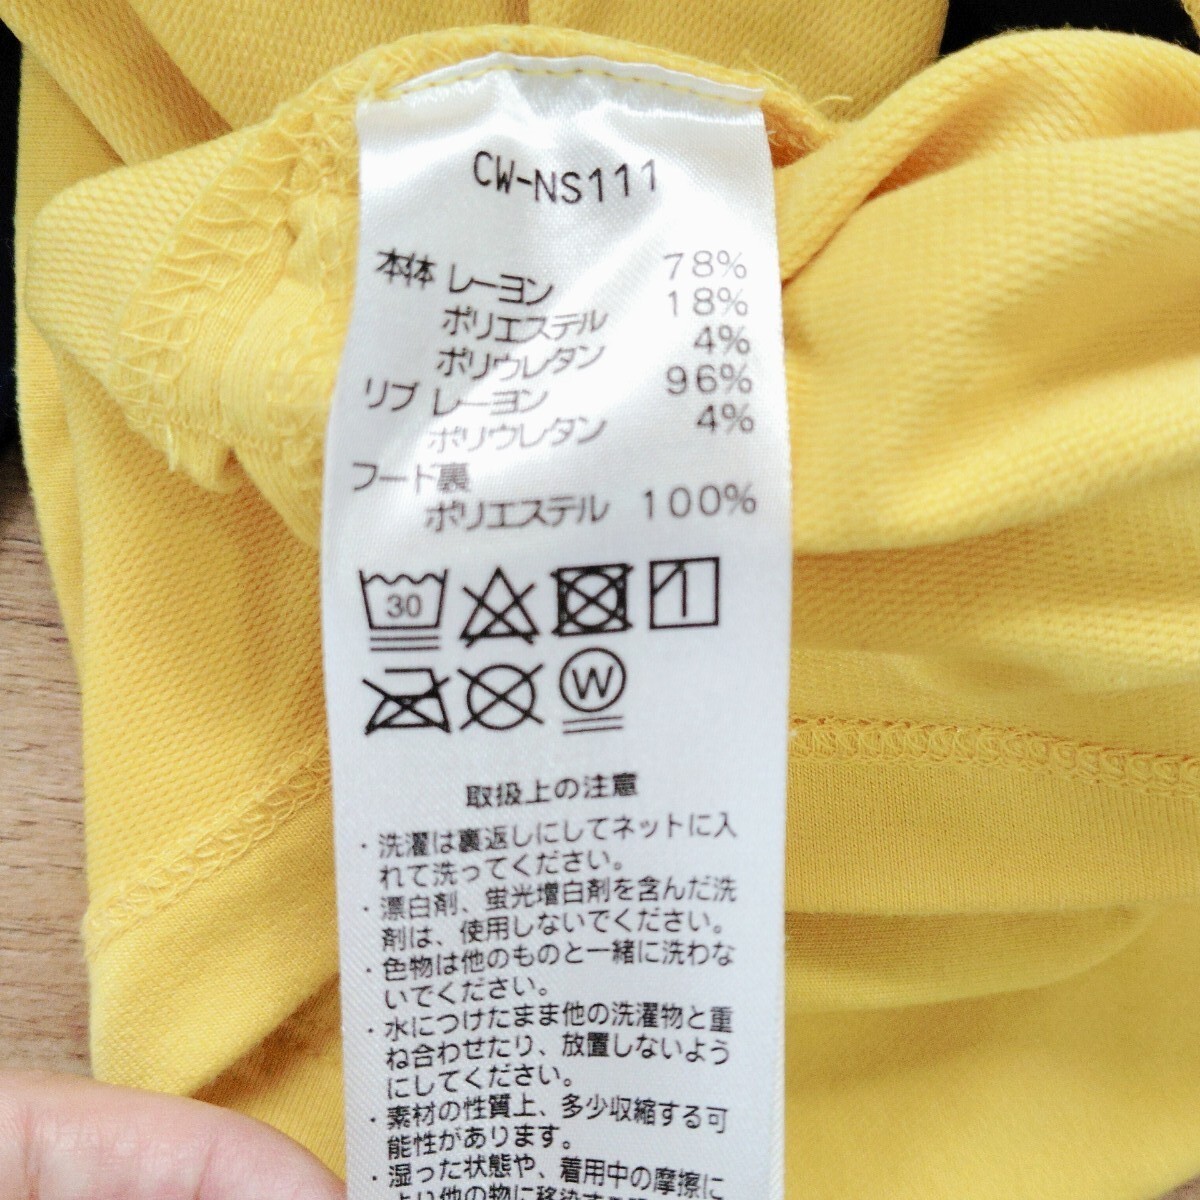 CW-NS111
本体 レーヨン 78%
ポリエステル 18%
ポリウレタン 4%
リブ レーヨン 96%
ポリウレタン 4%
フード裏
ポリエステル 100%
30
W
取扱上の注意
・洗濯は裏返しにしてネットに入
れて洗ってください。
・漂白剤、蛍光増白剤を含んだ洗
剤は、使用しないでください。
・色物は他のものと一緒に洗わな
いでください。
・水につけたまま他の洗濯物と重
ね合わせたり、放置しないよう
にしてください。
・素材の性質上、多少収縮する可
能性があります。
・湿った状態や、着用中の摩擦に
より他の物に移染する